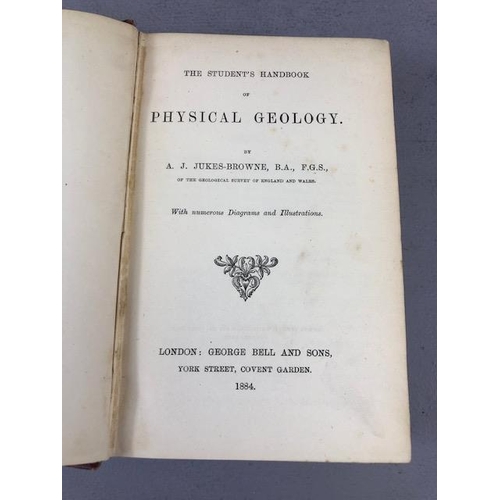 THE STUDENT'S HANDBOOK
OF
PHYSICAL GEOLOGY.
BY
A. J. JUKES-BROWNE, B.A., F.G.S.,
OF THE GEOLOGICAL SURVEY OF ENGLAND AND WALES.
With numerous Diagrams and Illustrations.
LONDON: GEORGE BELL AND SONS,
YORK STREET, COVENT GARDEN.
1884.